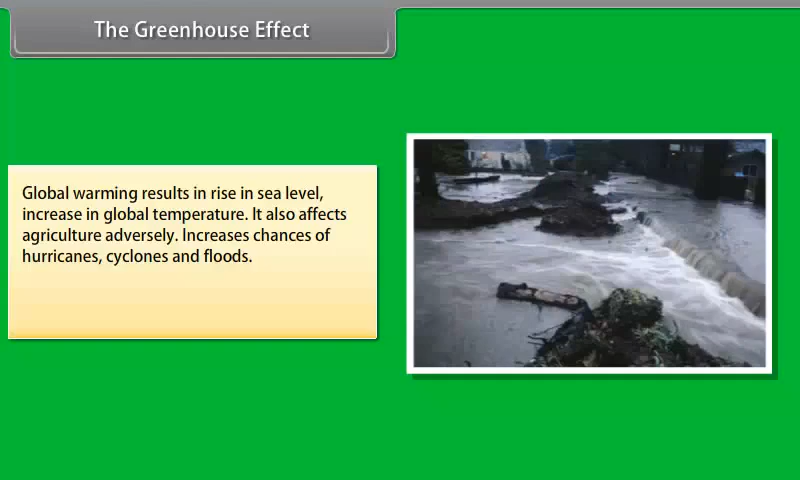 The Greenhouse Effect
Global warming results in rise in sea level,
increase in global temperature. It also affects
agriculture adversely. Increases chances of
hurricanes, cyclones and floods.